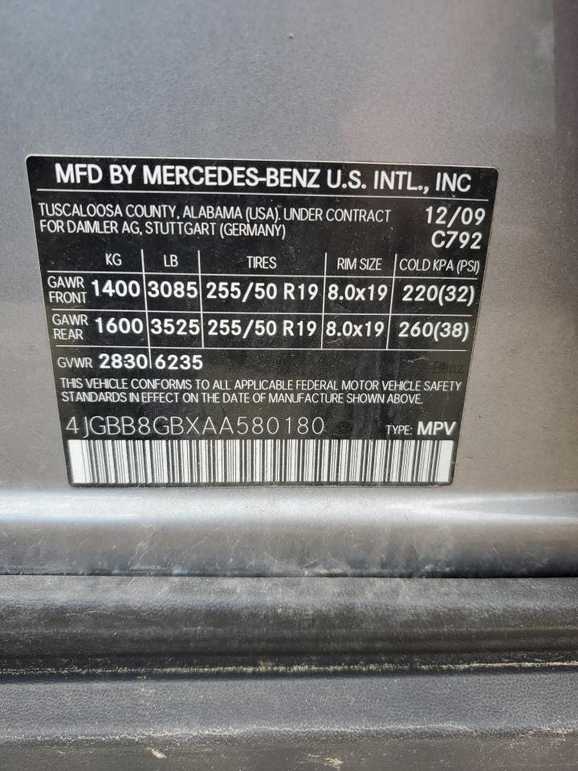 MFD BY MERCEDES-BENZ U.S. INTL., INC
TUSCALOOSA COUNTY, ALABAMA (USA). UNDER CONTRACT 12/09
FOR DAIMLER AG, STUTTGART (GERMANY) C792
KG LB TIRES RIM SIZE COLD KPA (PSI)
GAWR FRONT 1400 3085 255/50 R19 8.0x19 220(32)
GAWR REAR 1600 3525 255/50 R19 8.0x19 260(38)
GVWR 2830 6235
THIS VEHICLE CONFORMS TO ALL APPLICABLE FEDERAL MOTOR VEHICLE SAFETY
STANDARDS IN EFFECT ON THE DATE OF MANUFACTURE SHOWN ABOVE.
4JGBB8GBXAA580180 TYPE: MPV